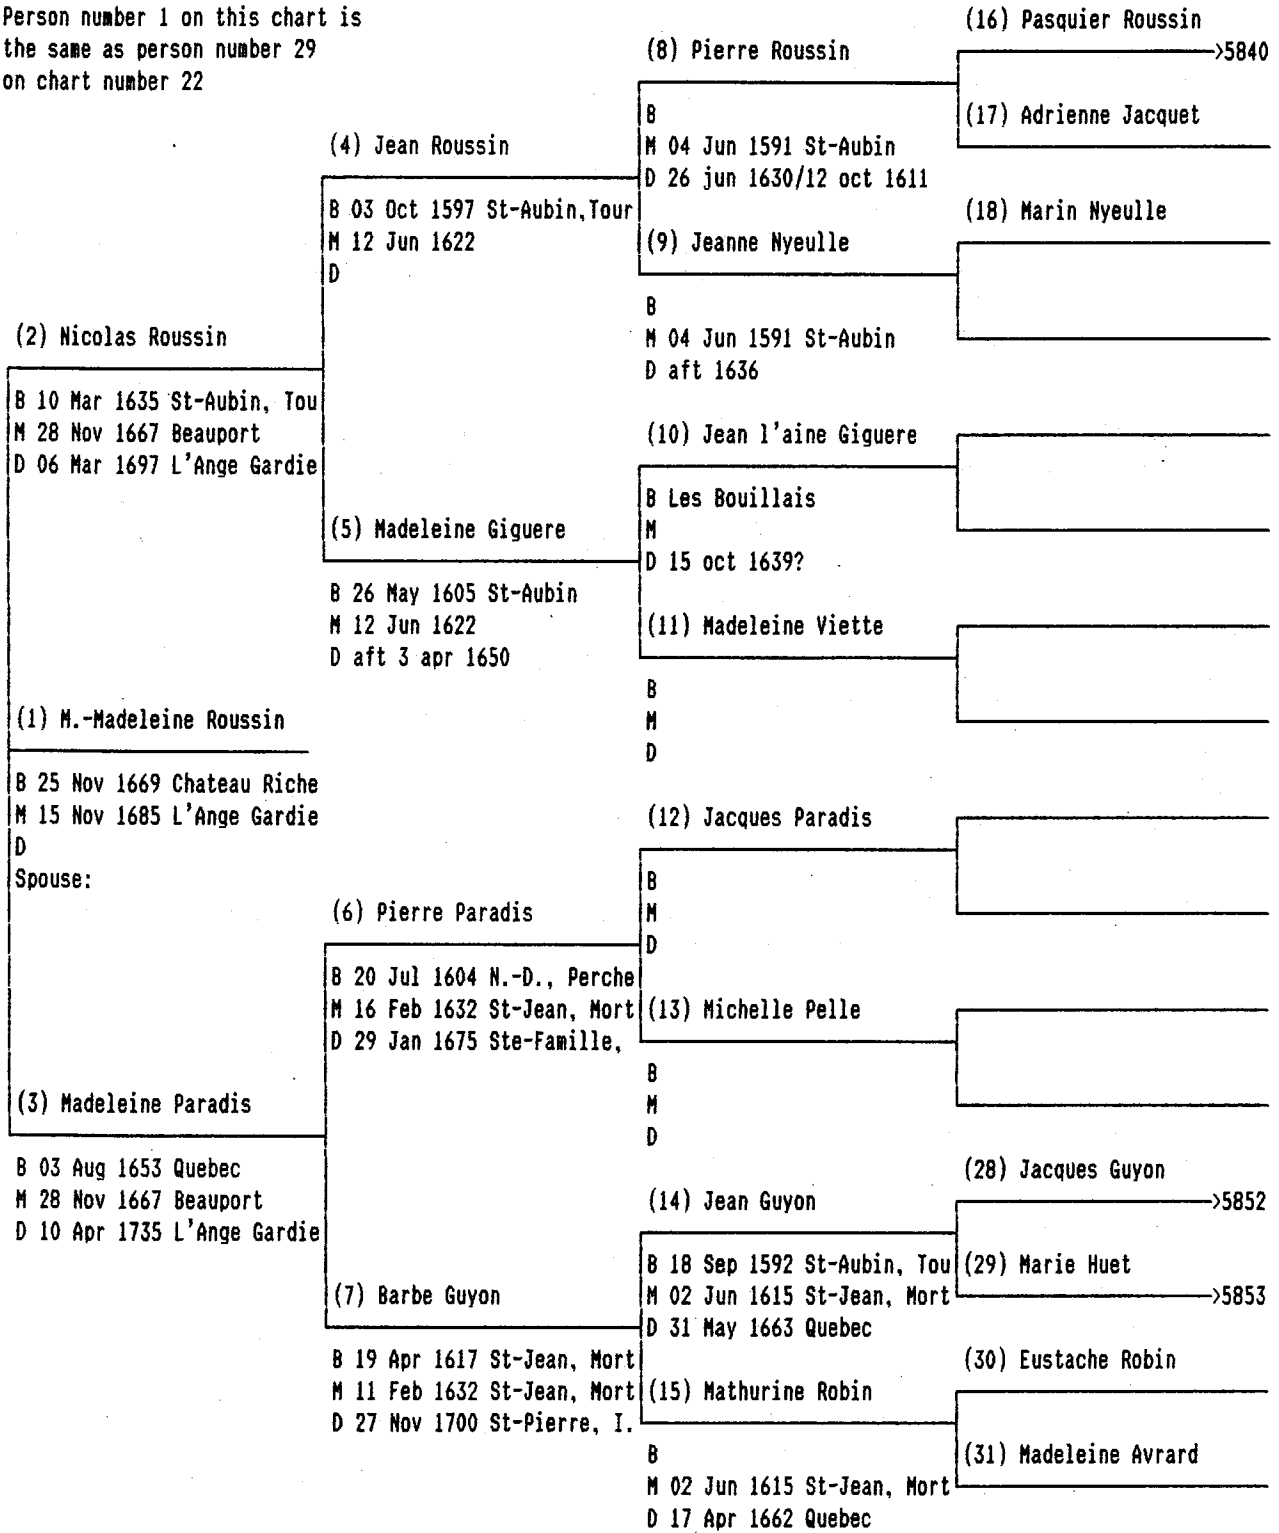 Person number 1 on this chart is
the same as person number 29
on chart number 22
(16) Pasquier Roussin
>5840
(8) Pierre Roussin
(17) Adrienne Jacquet
B
M 04 Jun 1591 St-Aubin
D 26 jun 1630/12 oct 1611
(4) Jean Roussin
B 03 Oct 1597 St-Aubin,Tour
M 12 Jun 1622
D
(18) Marin Nyeulle
(9) Jeanne Nyeulle
B
M 04 Jun 1591 St-Aubin
D aft 1636
(2) Nicolas Roussin
B 10 Mar 1635 St-Aubin, Tou
M 28 Nov 1667 Beauport
D 06 Mar 1697 L'Ange Gardie
(10) Jean l'aine Giguere
B Les Bouillais
M
D 15 oct 1639?
(5) Madeleine Giguere
B 26 May 1605 St-Aubin
M 12 Jun 1622
D aft 3 apr 1650
(11) Madeleine Viette
B
M
D
(1) M.-Madeleine Roussin
B 25 Nov 1669 Chateau Riche
M 15 Nov 1685 L'Ange Gardie
D
Spouse:
(12) Jacques Paradis
B
M
D
(6) Pierre Paradis
B 20 Jul 1604 N.-D., Perche
M 16 Feb 1632 St-Jean, Mort
D 29 Jan 1675 Ste-Famille,
(13) Michelle Pelle
B
M
D
(3) Madeleine Paradis
B 03 Aug 1653 Quebec
M 28 Nov 1667 Beauport
D 10 Apr 1735 L'Ange Gardie
(28) Jacques Guyon
>5852
(14) Jean Guyon
B 18 Sep 1592 St-Aubin, Tou
M 02 Jun 1615 St-Jean, Mort
D 31 May 1663 Quebec
(29) Marie Huet
>5853
(7) Barbe Guyon
B 19 Apr 1617 St-Jean, Mort
M 11 Feb 1632 St-Jean, Mort
D 27 Nov 1700 St-Pierre, I.
(30) Eustache Robin
(15) Mathurine Robin
B
M 02 Jun 1615 St-Jean, Mort
D 17 Apr 1662 Quebec
(31) Madeleine Avrard